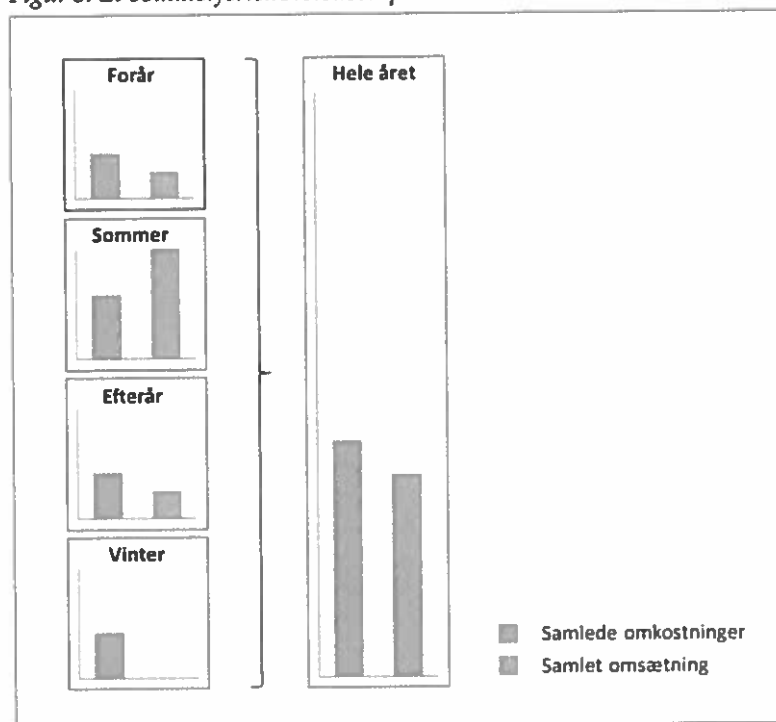 Forår
Hele året
Sommer
Efterår
Vinter
Samlede omkostninger
Samlet omsætning